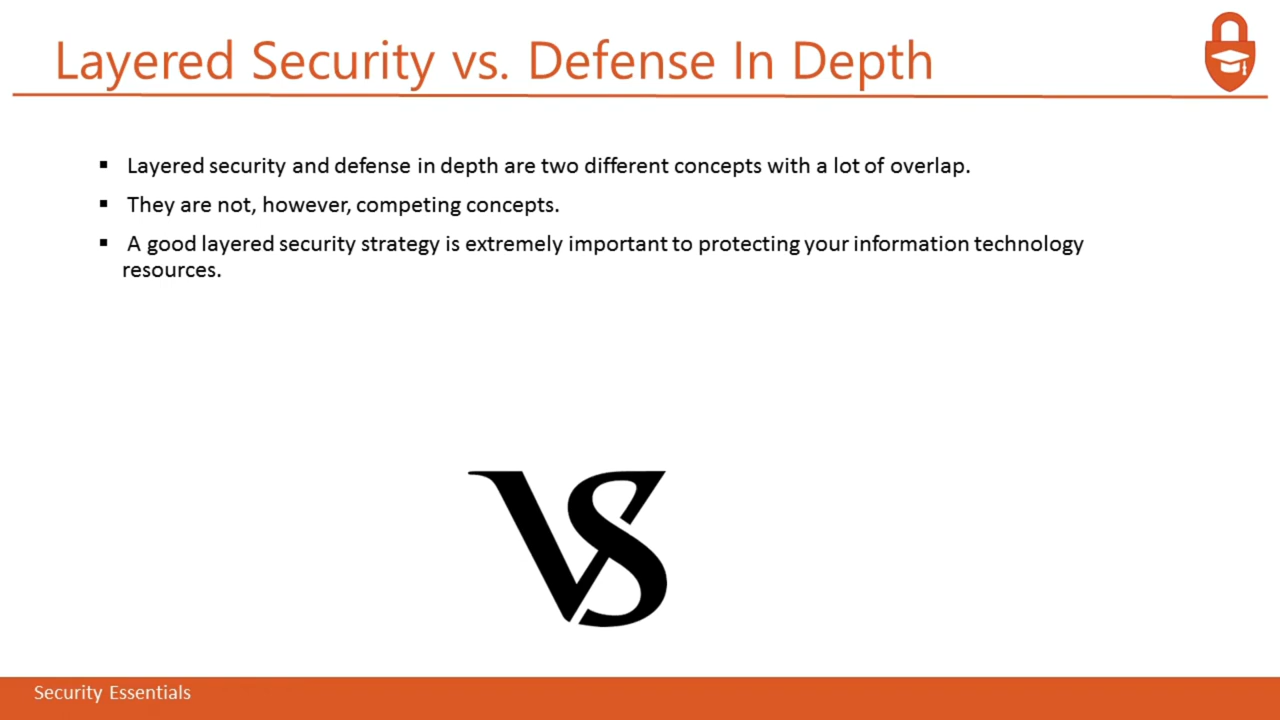 Layered Security vs. Defense In Depth
▪ Layered security and defense in depth are two different concepts with a lot of overlap.
▪ They are not, however, competing concepts.
▪ A good layered security strategy is extremely important to protecting your information technology
resources.
VS
Security Essentials